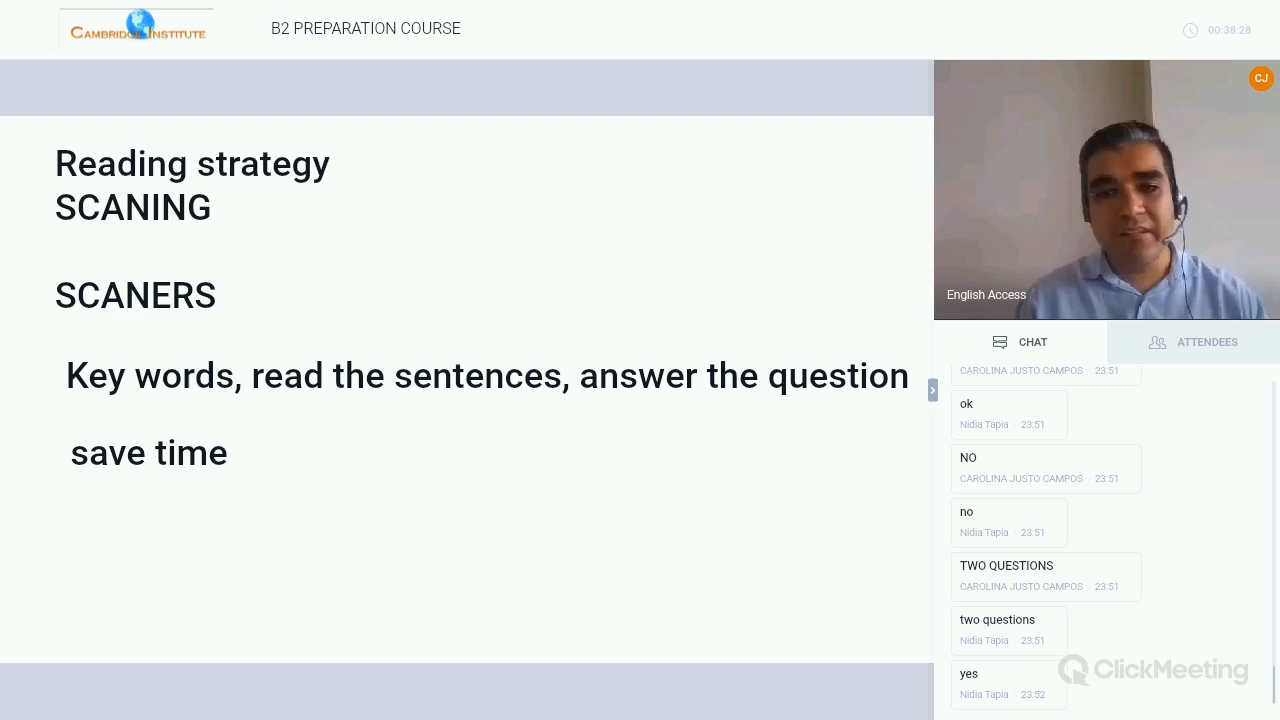 CAMBRIDGE INSTITUTE
B2 PREPARATION COURSE
00:38:28
Reading strategy
SCANING
SCANERS
Key words, read the sentences, answer the question
save time
CJ
English Access
CHAT
ATTENDEES
CAROLINA JUSTO CAMPOS 23:51
ok
Nidia Tapia 23:51
NO
CAROLINA JUSTO CAMPOS 23:51
no
Nidia Tapia 23:51
TWO QUESTIONS
CAROLINA JUSTO CAMPOS 23:51
two questions
Nidia Tapia 23:51
yes
Nidia Tapia 23:52
ClickMeeting